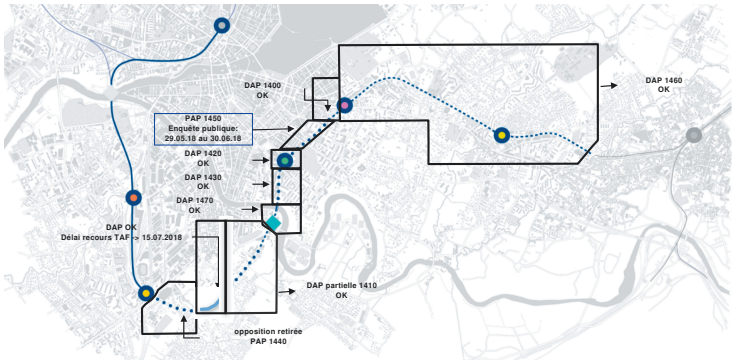 DAP 1400
OK
DAP 1460
OK
PAP 1450
Enquête publique:
29.05.18 au 30.06.18
DAP 1420
OK
DAP 1430
OK
DAP 1470
OK
DAP OK
Délai recours TAF -> 15.07.2018
DAP partielle 1410
OK
opposition retirée
PAP 1440